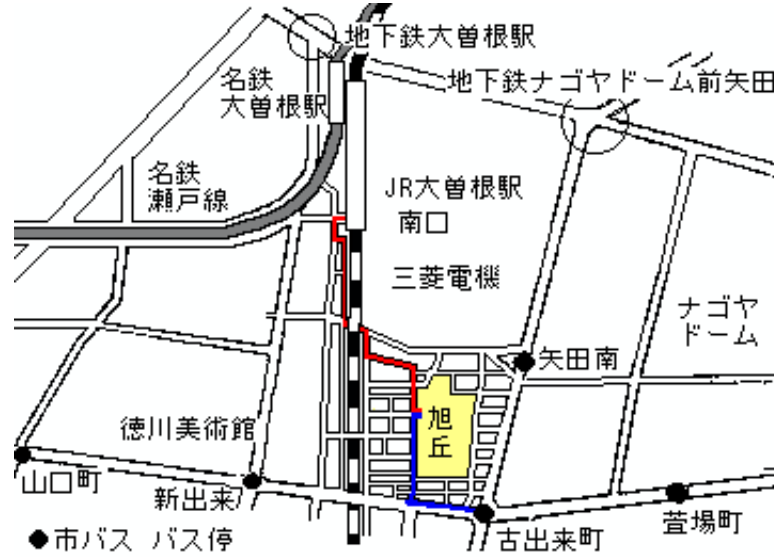 地下鉄大曽根駅
地下鉄ナゴヤドーム前矢田
名鉄
大曽根駅
名鉄
瀬戸線
JR大曽根駅
南口
三菱電機
ナゴヤ
ドーム
矢田南
徳川美術館
旭
丘
山口町
新出来
古出来町
萱場町
●市バス バス停